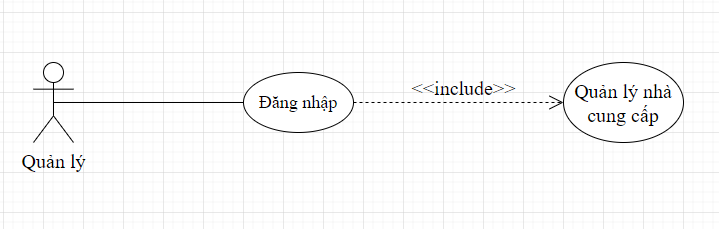 <<include>>
Đăng nhập
Quản lý nhà
cung cấp
Quản lý